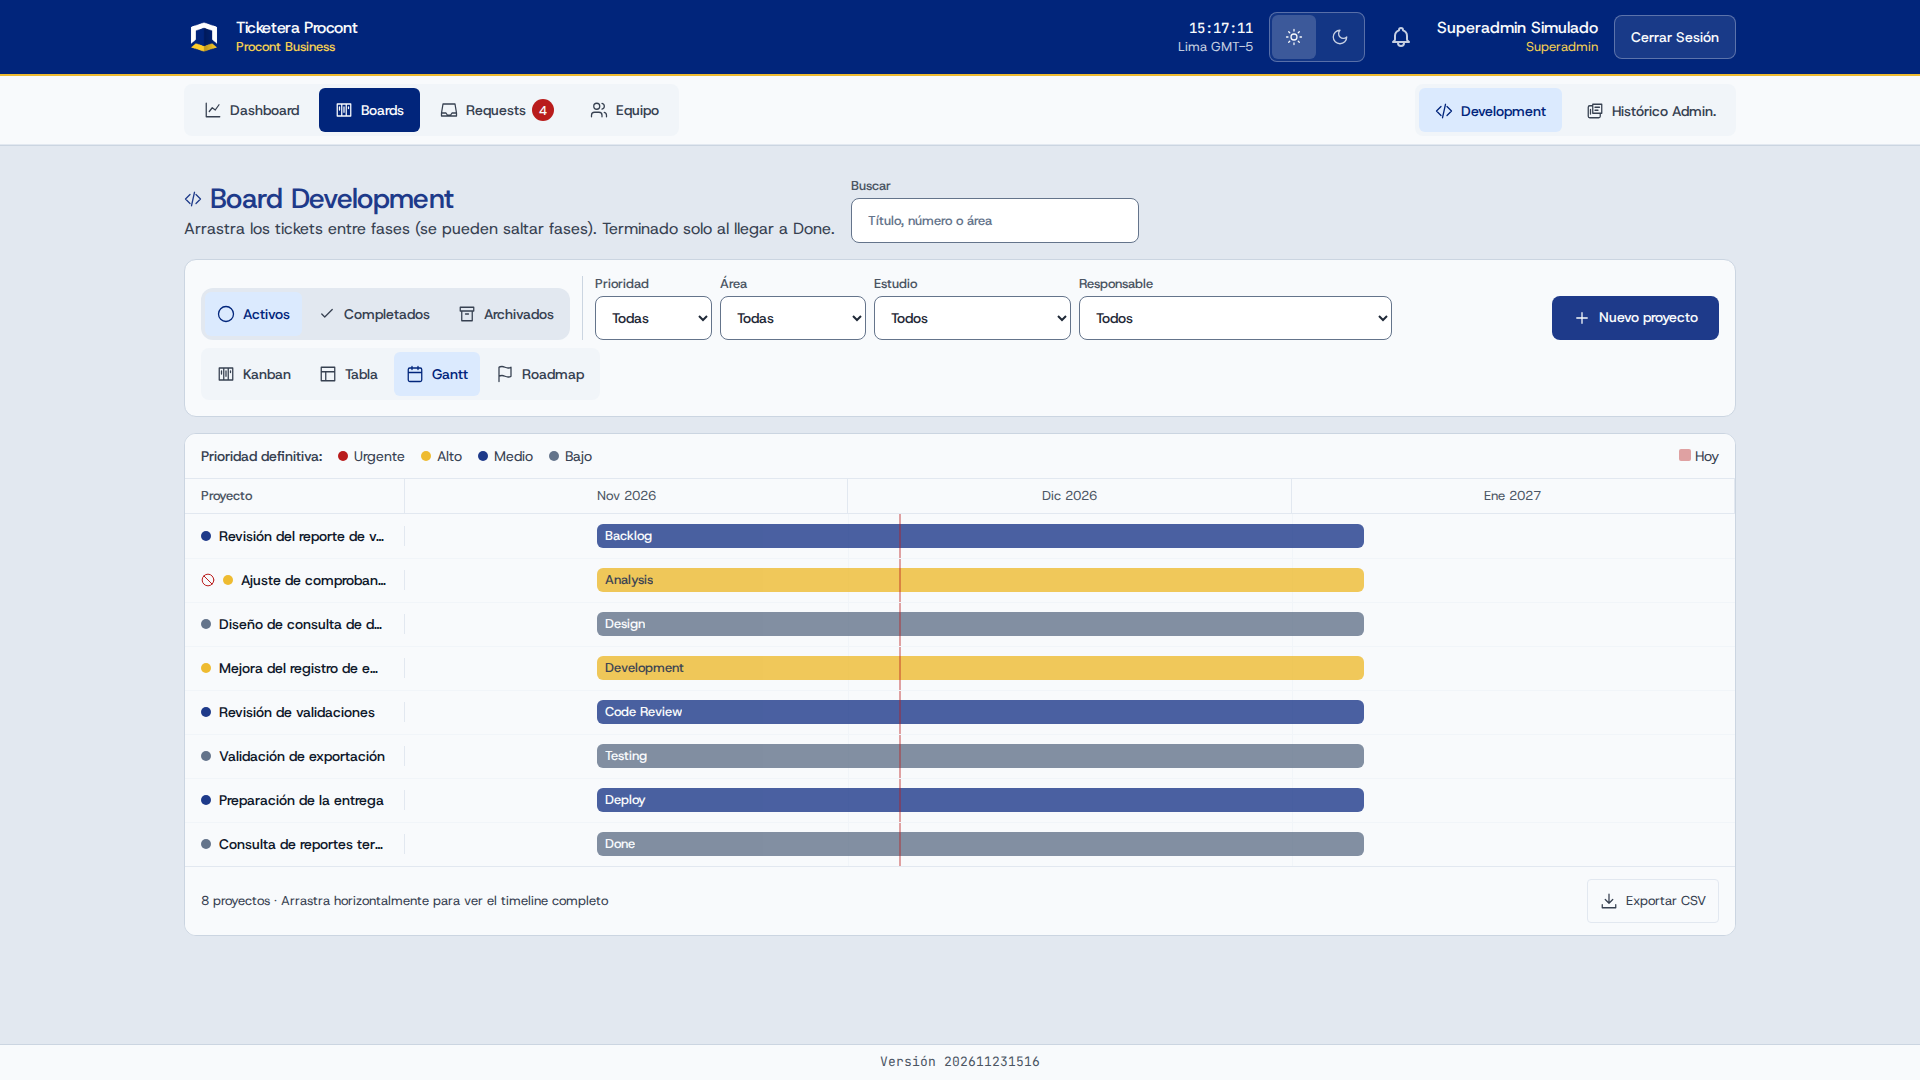 Ticketera Procont
Procont Business
15:17:11
Lima GMT-5
Superadmin Simulado
Superadmin
Cerrar Sesión
Dashboard
Boards
Requests 4
Equipo
Development
Histórico Admin.
Board Development
Arrastra los tickets entre fases (se pueden saltar fases). Terminado solo al llegar a Done.
Buscar
Título, número o área
Activos
Completados
Archivados
Prioridad
Todas
Área
Todas
Estudio
Todos
Responsable
Todos
Nuevo proyecto
Kanban
Tabla
Gantt
Roadmap
Prioridad definitiva: Urgente Alto Medio Bajo
Hoy
Proyecto
Nov 2026
Dic 2026
Ene 2027
Revisión del reporte de v...
Backlog
Ajuste de comproban...
Analysis
Diseño de consulta de d...
Design
Mejora del registro de e...
Development
Revisión de validaciones
Code Review
Validación de exportación
Testing
Preparación de la entrega
Deploy
Consulta de reportes ter...
Done
8 proyectos · Arrastra horizontalmente para ver el timeline completo
Exportar CSV
Versión 202611231516